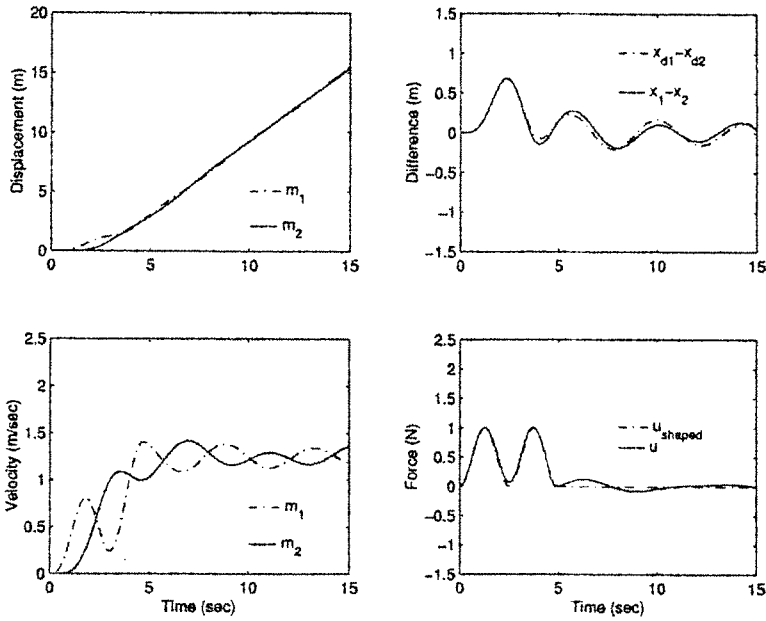 20
15
10
5
0
Displacement (m)
0 5 10 15
m1
m2
1.5
1
0.5
0
−0.5
−1
−1.5
Difference (m)
0 5 10 15
xd1−xd2
x1−x2
2.5
2
1.5
1
0.5
0
Velocity (m/sec)
0 5 10 15
Time (sec)
m1
m2
2.5
2
1.5
1
0.5
0
−0.5
−1
−1.5
Force (N)
0 5 10 15
Time (sec)
ushaped
u